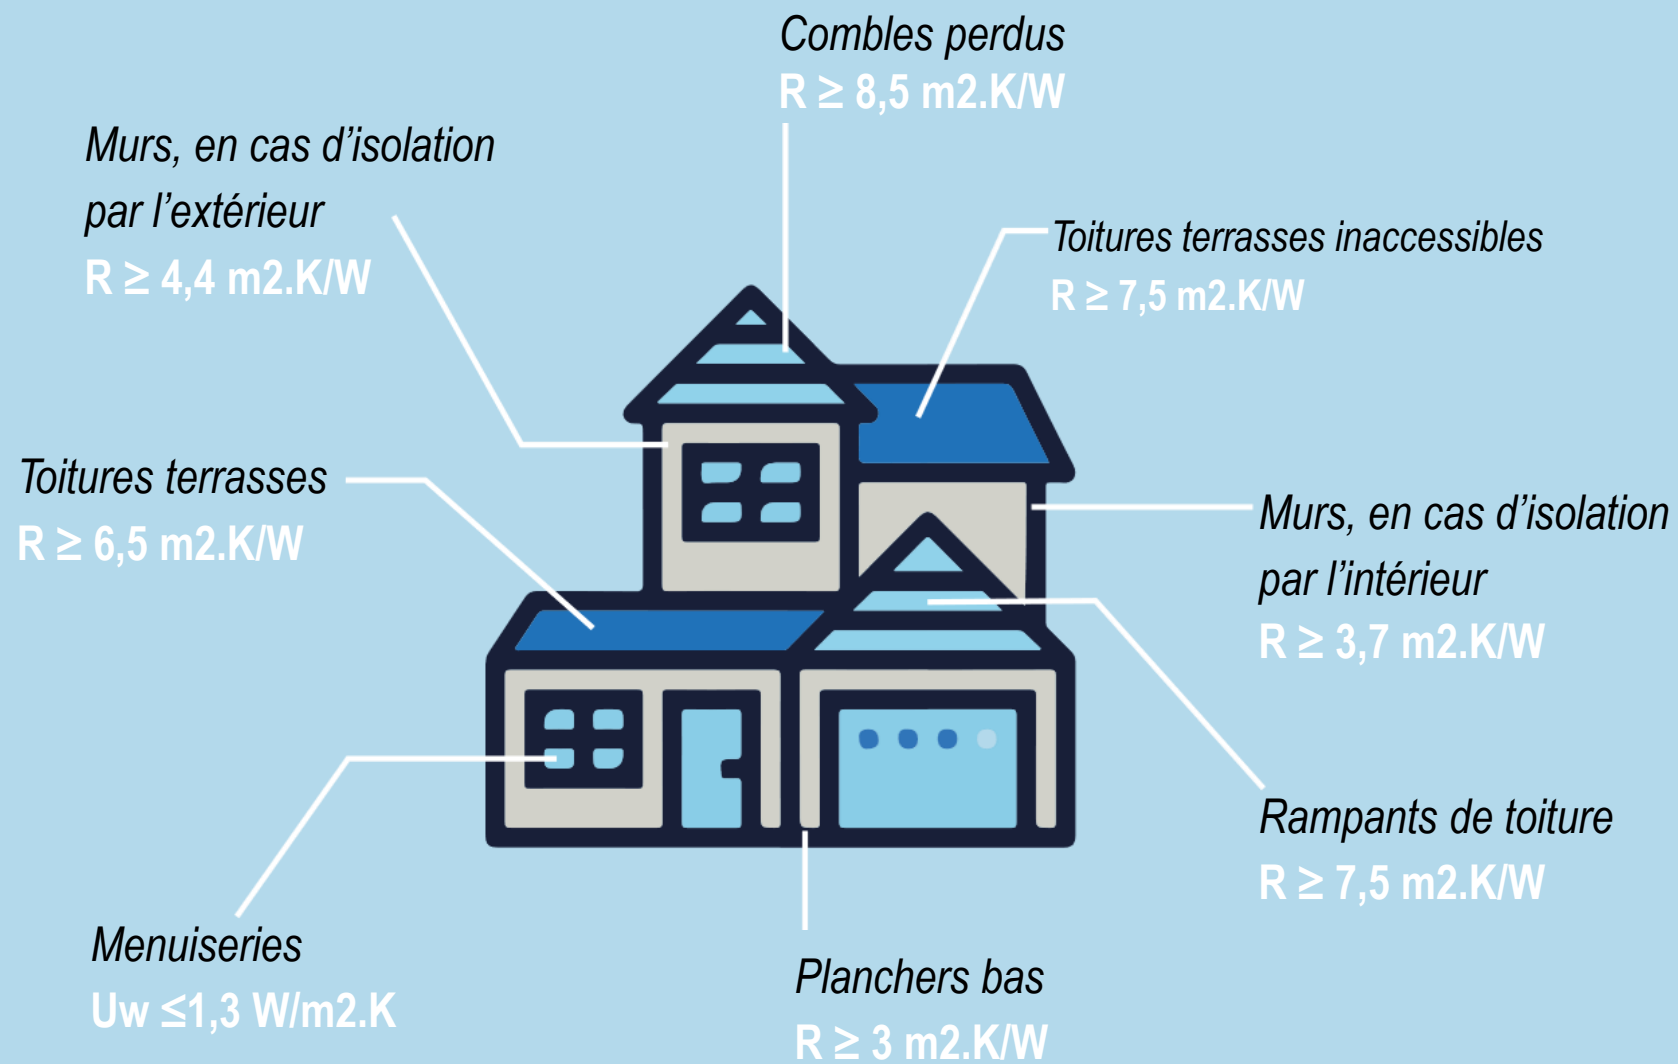 Combles perdus
R ≥ 8,5 m2.K/W
Murs, en cas d’isolation
par l’extérieur
R ≥ 4,4 m2.K/W
Toitures terrasses inaccessibles
R ≥ 7,5 m2.K/W
Toitures terrasses
R ≥ 6,5 m2.K/W
Murs, en cas d’isolation
par l’intérieur
R ≥ 3,7 m2.K/W
Rampants de toiture
R ≥ 7,5 m2.K/W
Menuiseries
Uw ≤1,3 W/m2.K
Planchers bas
R ≥ 3 m2.K/W